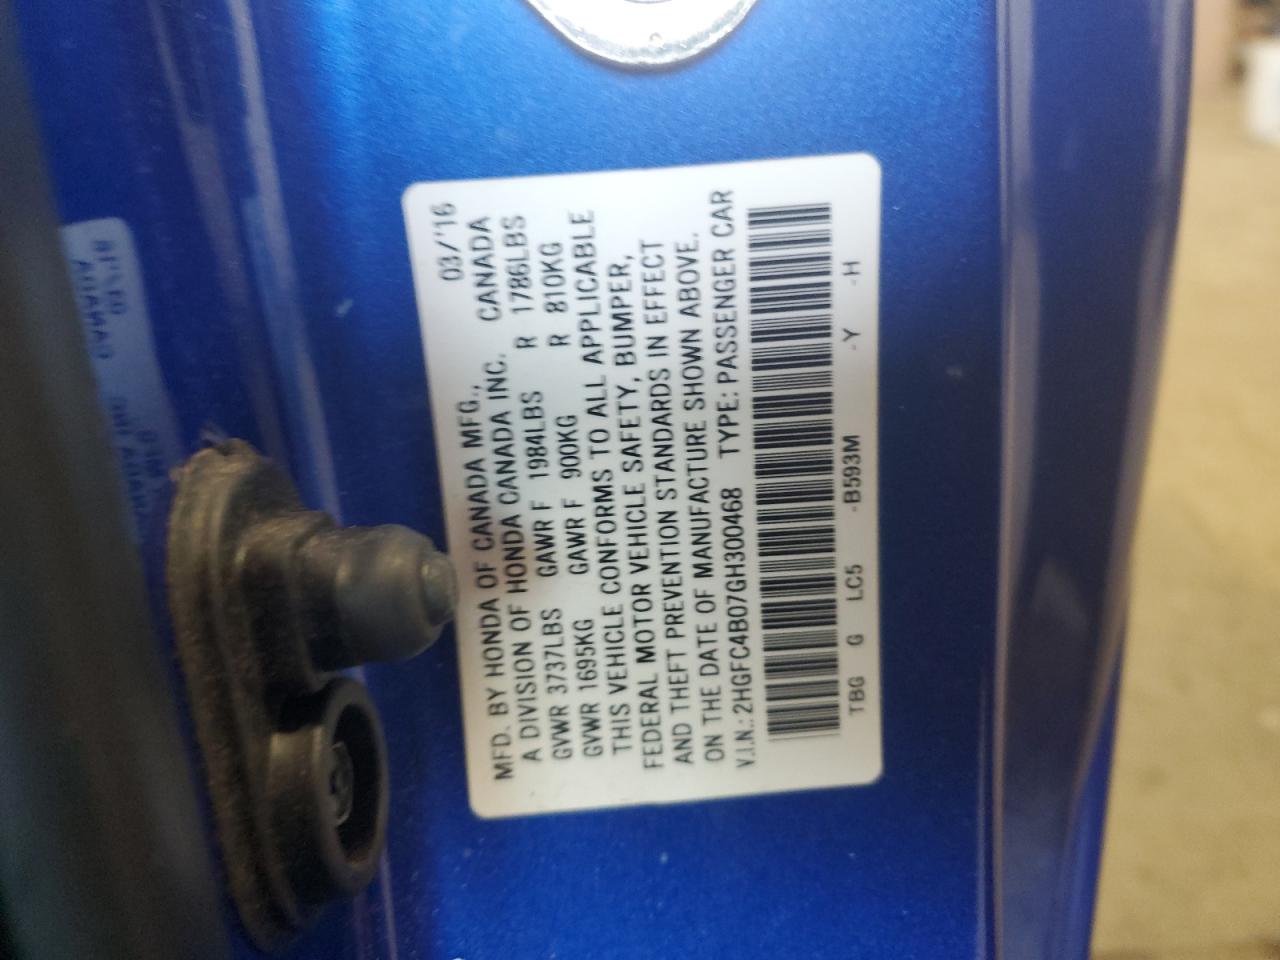 MFD. BY HONDA OF CANADA MFG., 03/'16
A DIVISION OF HONDA CANADA INC. CANADA
GVWR 3737LBS GAWR F 1984LBS R 1786LBS
GVWR 1695KG GAWR F 900KG R 810KG
THIS VEHICLE CONFORMS TO ALL APPLICABLE
FEDERAL MOTOR VEHICLE SAFETY, BUMPER,
AND THEFT PREVENTION STANDARDS IN EFFECT
ON THE DATE OF MANUFACTURE SHOWN ABOVE.
V.I.N.: 2HGFC4B07GH300468 TYPE: PASSENGER CAR
TBG G LC5 -B593M -Y -H